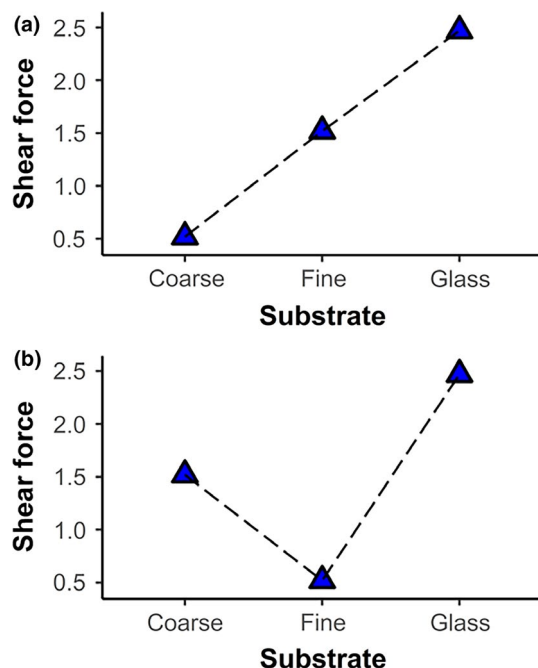 (a)
2.5
2.0
1.5
1.0
0.5
Shear force
Coarse Fine Glass
Substrate
(b)
2.5
2.0
1.5
1.0
0.5
Shear force
Coarse Fine Glass
Substrate